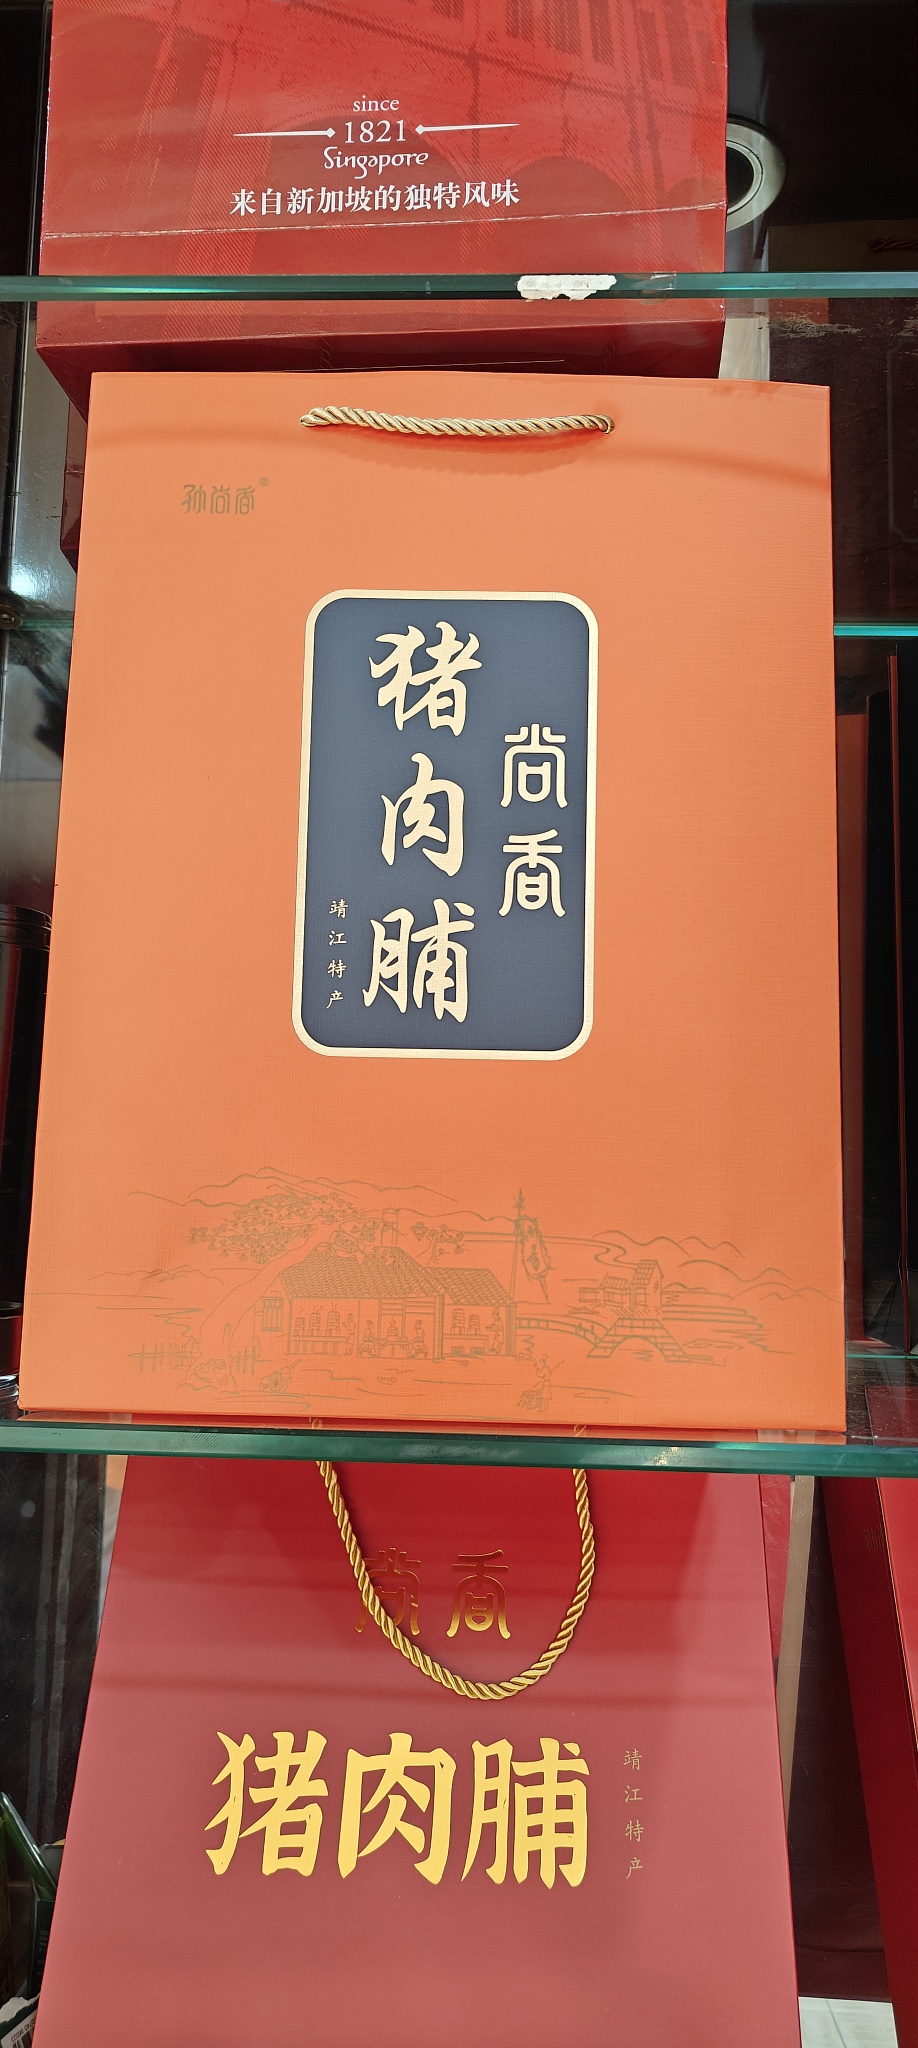 since
1821
Singapore
来自新加坡的独特风味
孙尚香®
尚香
猪肉脯
靖江特产
尚香
猪肉脯
靖江特产